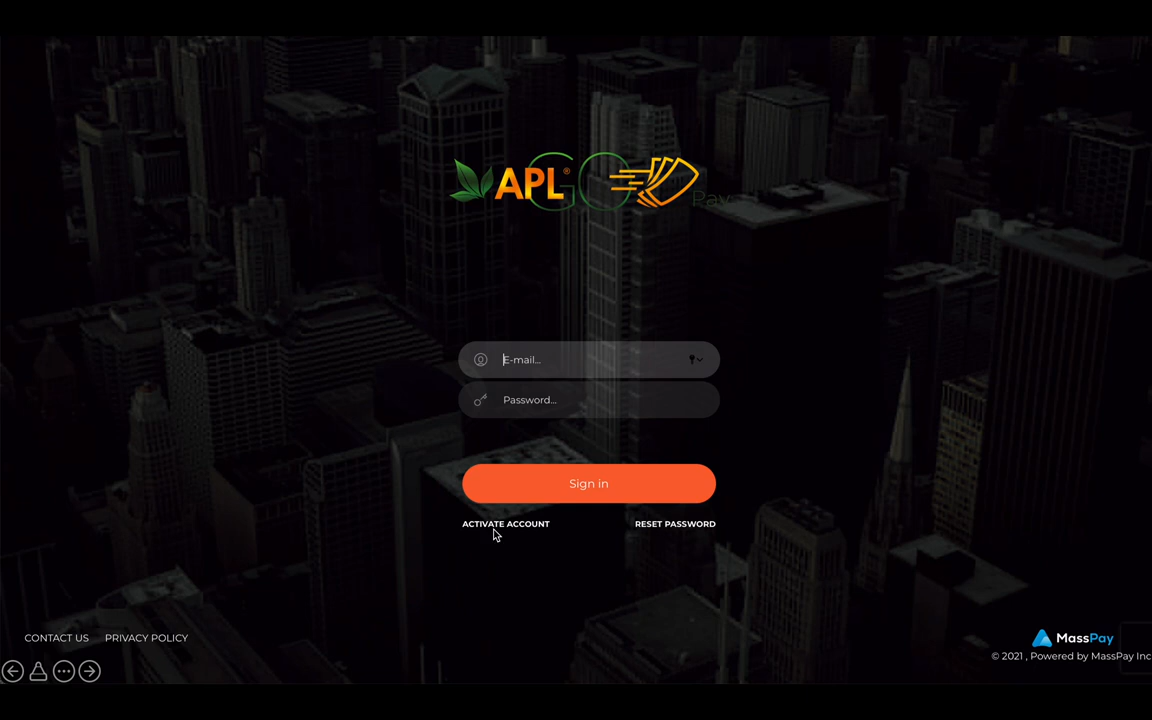 APL® GO Pay
E-mail...
Password...
Sign in
ACTIVATE ACCOUNT RESET PASSWORD
CONTACT US PRIVACY POLICY
MassPay
© 2021 , Powered by MassPay Inc